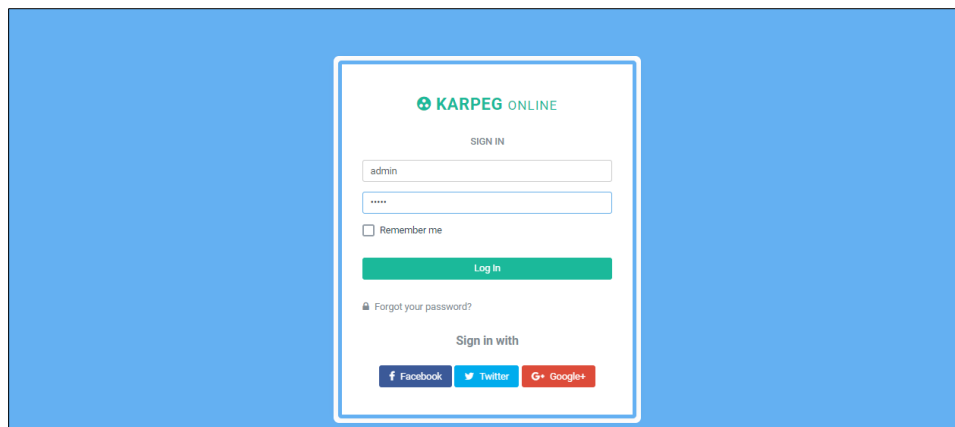 KARPEG ONLINE
SIGN IN
admin
•••••
Remember me
Log In
Forgot your password?
Sign in with
Facebook Twitter G+ Google+